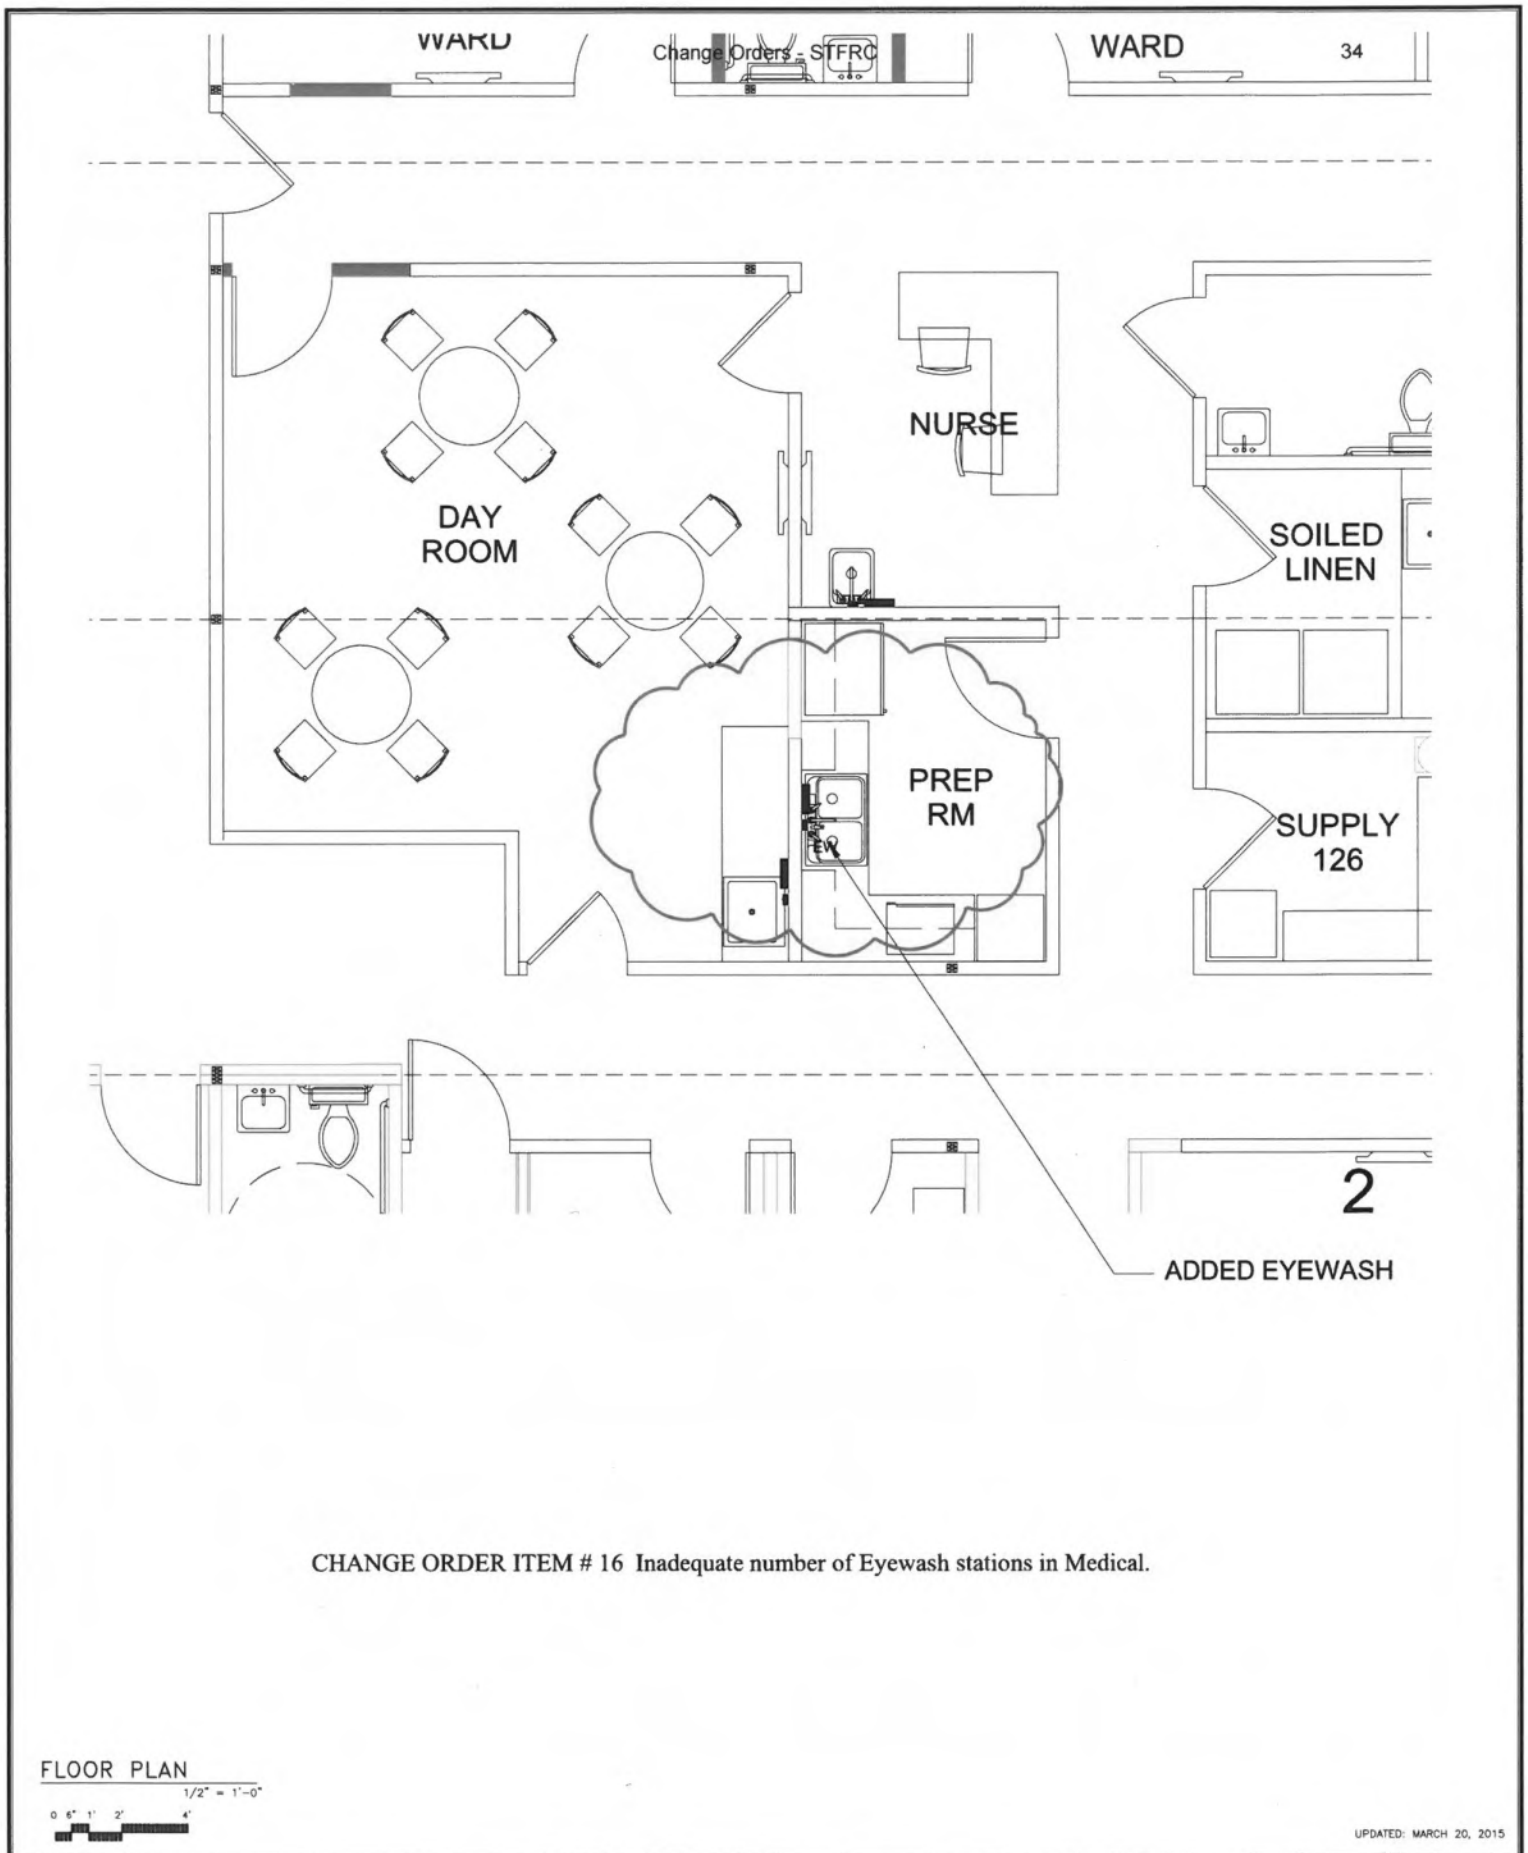 WARD
Change Orders - STFRC
WARD
34
NURSE
DAY
ROOM
SOILED
LINEN
PREP
RM
EW
SUPPLY
126
2
ADDED EYEWASH
CHANGE ORDER ITEM # 16 Inadequate number of Eyewash stations in Medical.
FLOOR PLAN
1/2" = 1'-0"
0 6" 1' 2' 4'
UPDATED: MARCH 20, 2015